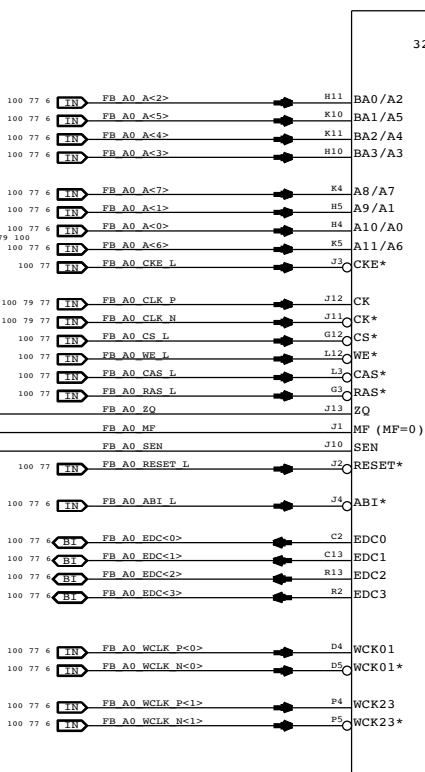 32
100 77 6 IN FB_A0_A<2> H11 BA0/A2
100 77 6 IN FB_A0_A<5> K10 BA1/A5
100 77 6 IN FB_A0_A<4> K11 BA2/A4
100 77 6 IN FB_A0_A<3> H10 BA3/A3
100 77 6 IN FB_A0_A<7> K4 A8/A7
100 77 6 IN FB_A0_A<1> H5 A9/A1
100 77 6 IN FB_A0_A<0> H4 A10/A0
79 100
100 77 6 IN FB_A0_A<6> K5 A11/A6
100 77 IN FB_A0_CKE_L J3 CKE*
100 79 77 IN FB_A0_CLK_P J12 CK
100 79 77 IN FB_A0_CLK_N J11 CK*
100 77 IN FB_A0_CS_L G12 CS*
100 77 IN FB_A0_WE_L L12 WE*
100 77 IN FB_A0_CAS_L L3 CAS*
100 77 IN FB_A0_RAS_L G3 RAS*
FB_A0_ZQ J13 ZQ
FB_A0_MF J1 MF (MF=0)
FB_A0_SEN J10 SEN
100 77 IN FB_A0_RESET_L J2 RESET*
100 77 6 IN FB_A0_ABI_L J4 ABI*
100 77 6 BI FB_A0_EDC<0> C2 EDC0
100 77 6 BI FB_A0_EDC<1> C13 EDC1
100 77 6 BI FB_A0_EDC<2> R13 EDC2
100 77 6 BI FB_A0_EDC<3> R2 EDC3
100 77 6 IN FB_A0_WCLK_P<0> D4 WCK01
100 77 6 IN FB_A0_WCLK_N<0> D5 WCK01*
100 77 6 IN FB_A0_WCLK_P<1> P4 WCK23
100 77 6 IN FB_A0_WCLK_N<1> P5 WCK23*